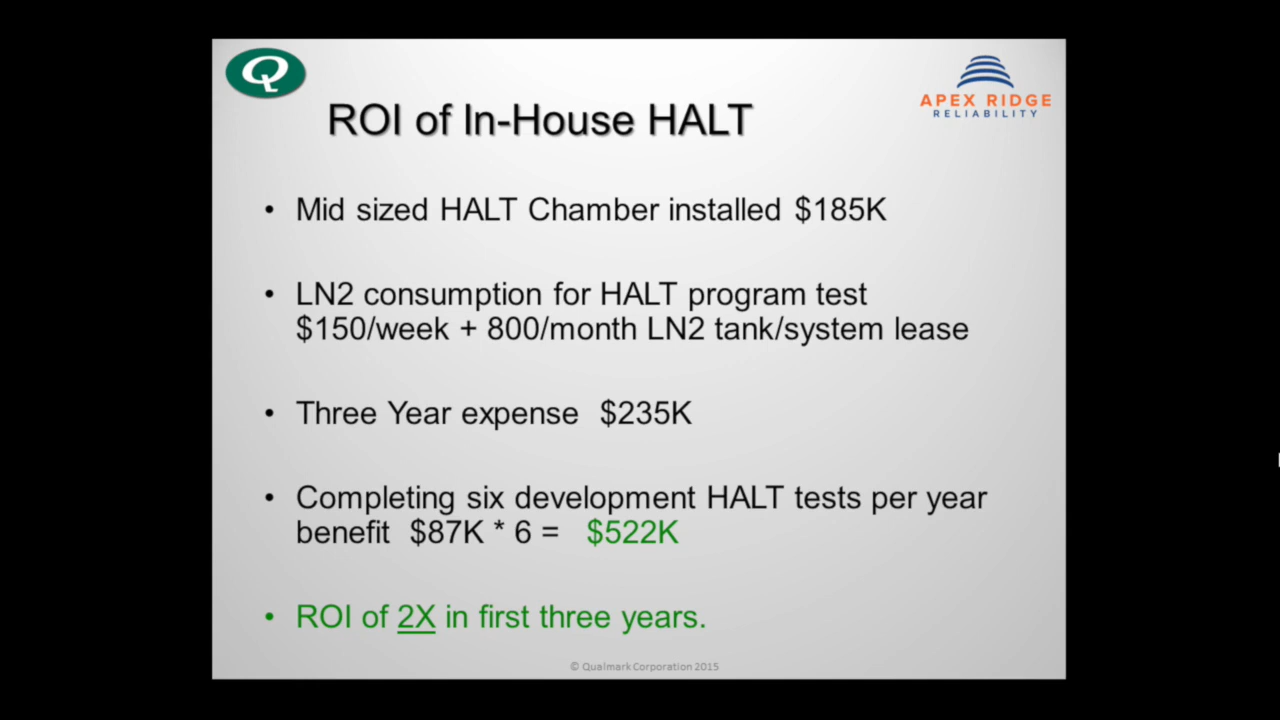 Q
APEX RIDGE
RELIABILITY
ROI of In-House HALT
• Mid sized HALT Chamber installed $185K
• LN2 consumption for HALT program test
$150/week + 800/month LN2 tank/system lease
• Three Year expense $235K
• Completing six development HALT tests per year
benefit $87K * 6 = $522K
• ROI of 2X in first three years.
© Qualmark Corporation 2015